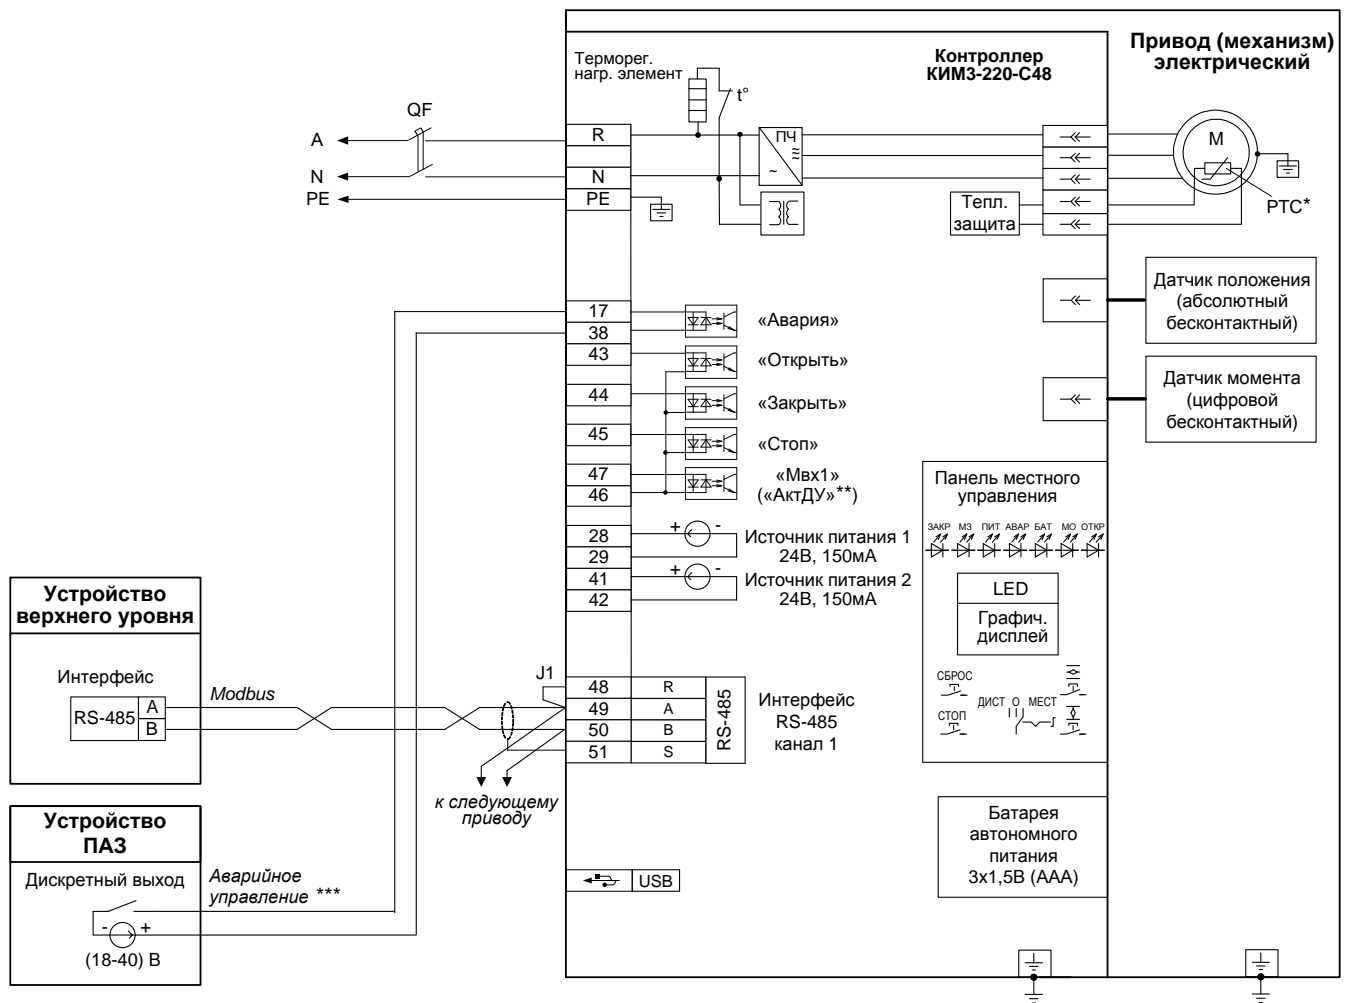 Привод (механизм)
электрический
Контроллер
КИМ3-220-С48
Терморег.
нагр. элемент
t°
QF
A
N
PE
R
N
PE
ПЧ
≈
~
M
PTC*
Тепл.
защита
Датчик положения
(абсолютный
бесконтактный)
Датчик момента
(цифровой
бесконтактный)
17
38
«Авария»
43
«Открыть»
44
«Закрыть»
45
«Стоп»
47
46
«Мвх1»
(«АктДУ»**)
28
29
+ -
Источник питания 1
24В, 150мА
41
42
+ -
Источник питания 2
24В, 150мА
Панель местного
управления
ЗАКР МЗ ПИТ АВАР БАТ МО ОТКР
LED
Графич.
дисплей
СБРОС
СТОП
ДИСТ О МЕСТ
Устройство
верхнего уровня
Интерфейс
RS-485
A
B
Modbus
J1
48 R
49 A
50 B
51 S
RS-485
Интерфейс
RS-485
канал 1
к следующему
приводу
Устройство
ПАЗ
Дискретный выход
- +
(18-40) В
Аварийное
управление ***
USB
Батарея
автономного
питания
3х1,5В (ААА)